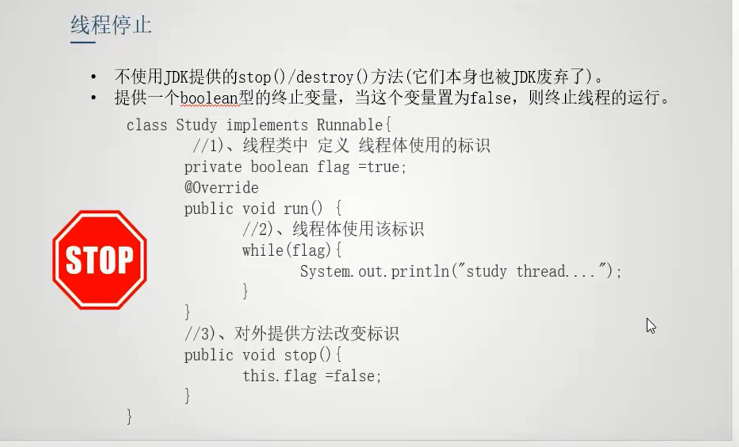 线程停止
• 不使用JDK提供的stop()/destroy()方法(它们本身也被JDK废弃了)。
• 提供一个boolean型的终止变量，当这个变量置为false，则终止线程的运行。
class Study implements Runnable{
//1)、线程类中 定义 线程体使用的标识
private boolean flag =true;
@Override
public void run() {
//2)、线程体使用该标识
while(flag){
System.out.println("study thread....");
}
}
//3)、对外提供方法改变标识
public void stop(){
this.flag =false;
}
}
STOP